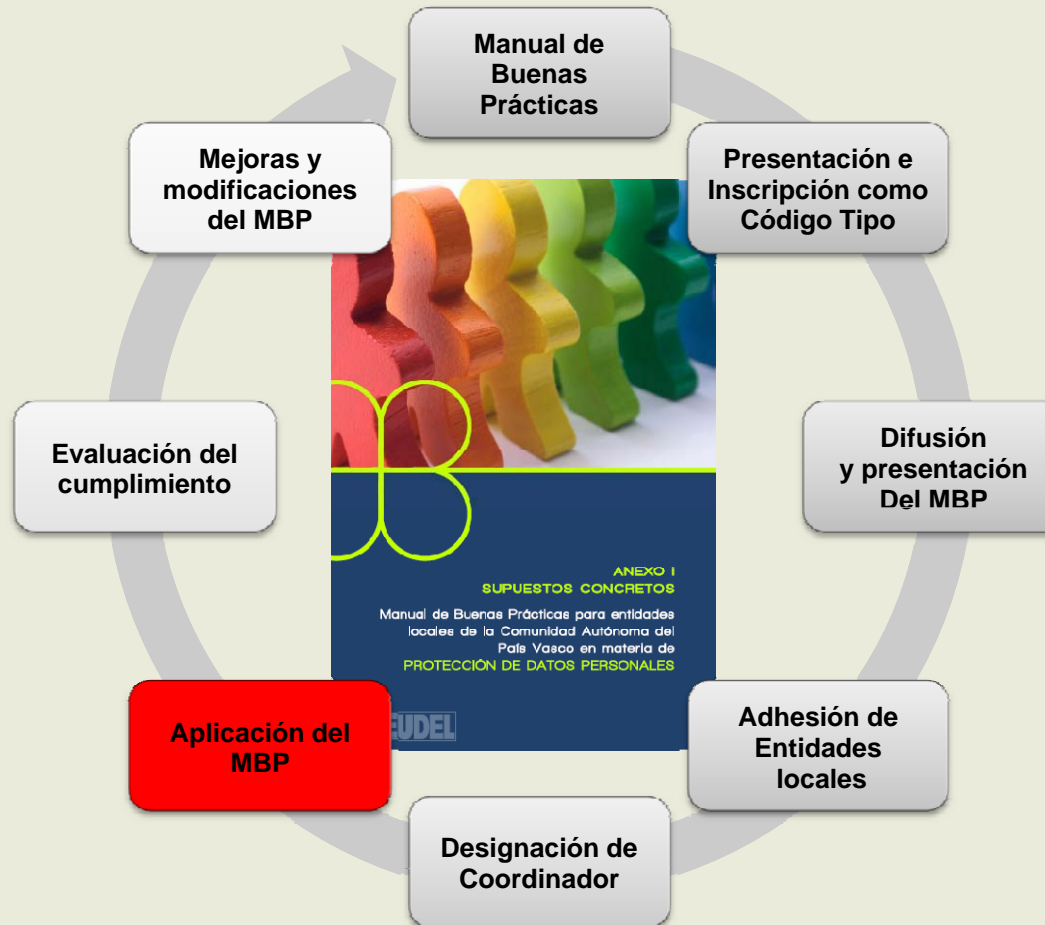 Manual de
Buenas
Prácticas
Presentación e
Inscripción como
Código Tipo
Difusión
y presentación
Del MBP
Adhesión de
Entidades
locales
Designación de
Coordinador
Aplicación del
MBP
Evaluación del
cumplimiento
Mejoras y
modificaciones
del MBP
ANEXO I
SUPUESTOS CONCRETOS
Manual de Buenas Prácticas para entidades
locales de la Comunidad Autónoma del
País Vasco en materia de
PROTECCIÓN DE DATOS PERSONALES
EUDEL